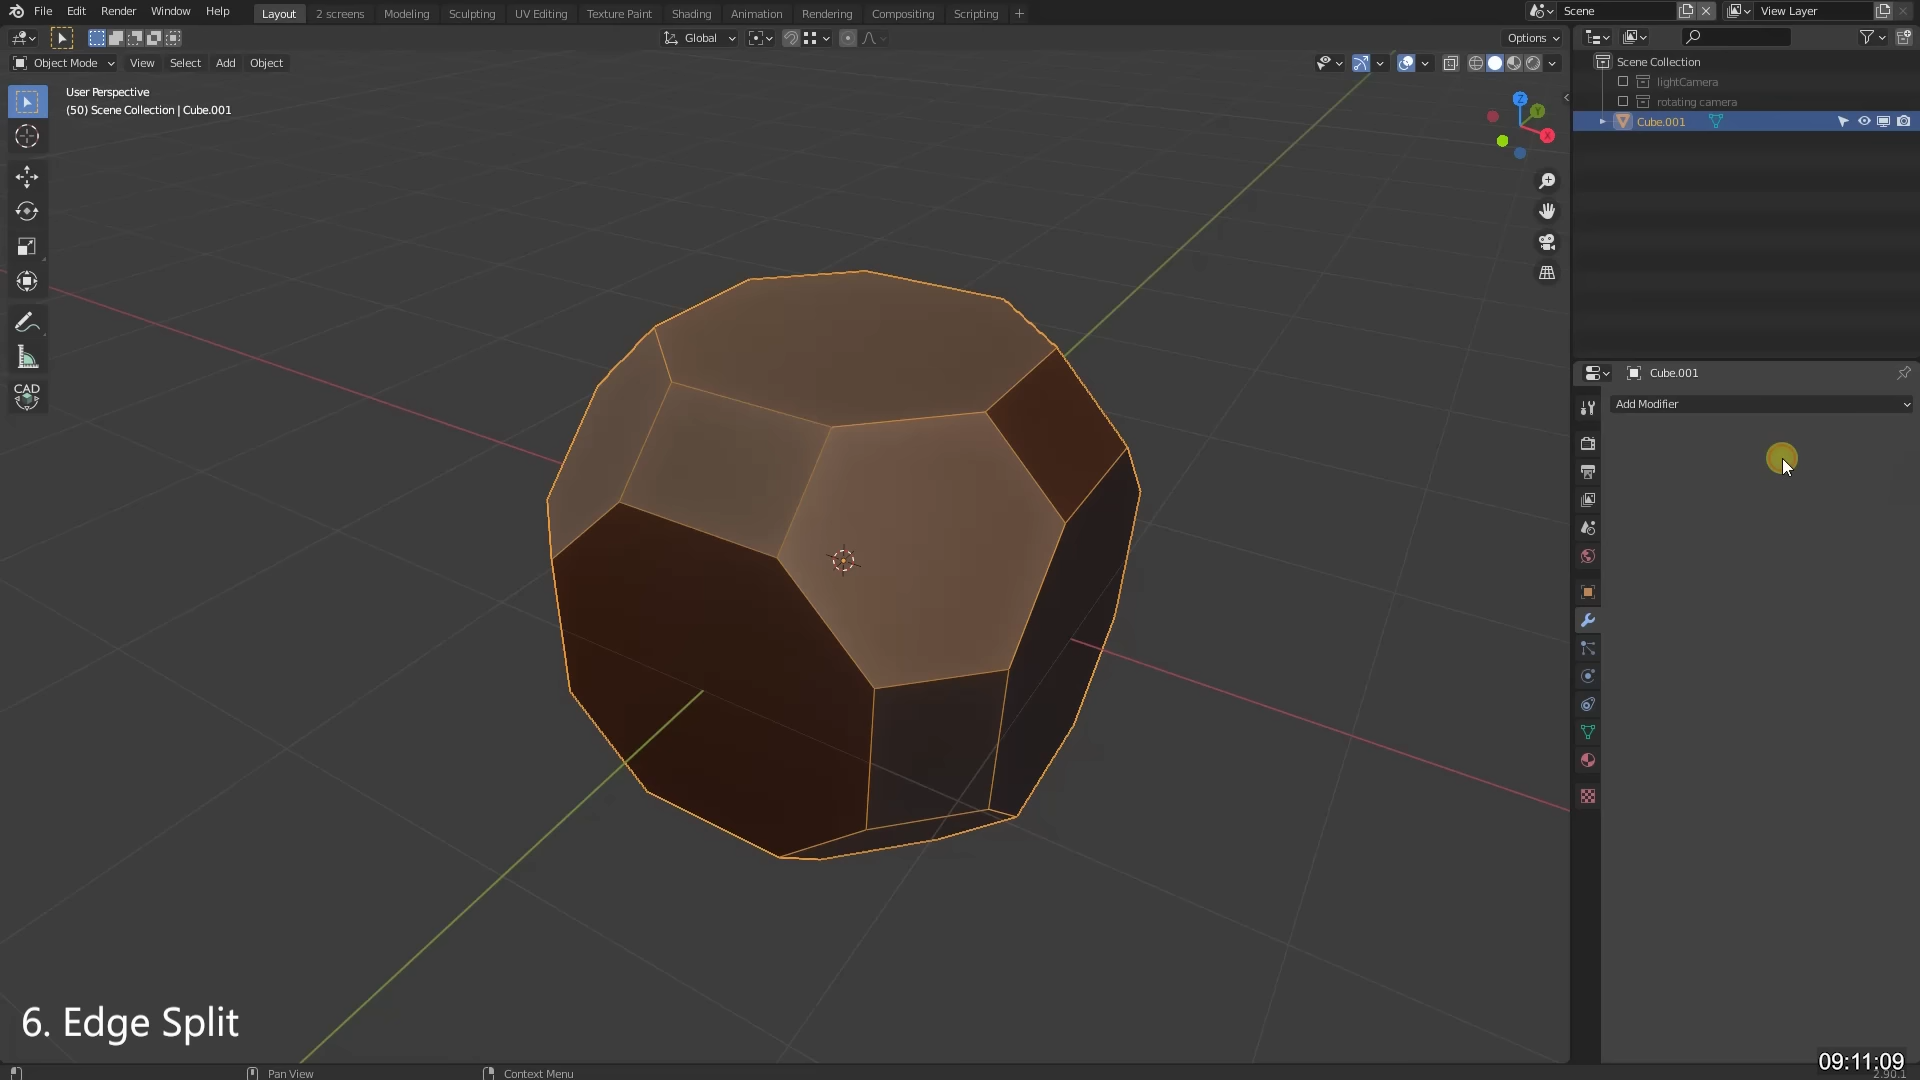 File Edit Render Window Help Layout 2 screens Modeling Sculpting UV Editing Texture Paint Shading Animation Rendering Compositing Scripting + Scene View Layer
Global Options
Object Mode View Select Add Object
User Perspective
(50) Scene Collection | Cube.001
Z
Y
X
CAD
Scene Collection
lightCamera
rotating camera
Cube.001
Cube.001
Add Modifier
6. Edge Split
Pan View Context Menu
09:11:09
2.90.1